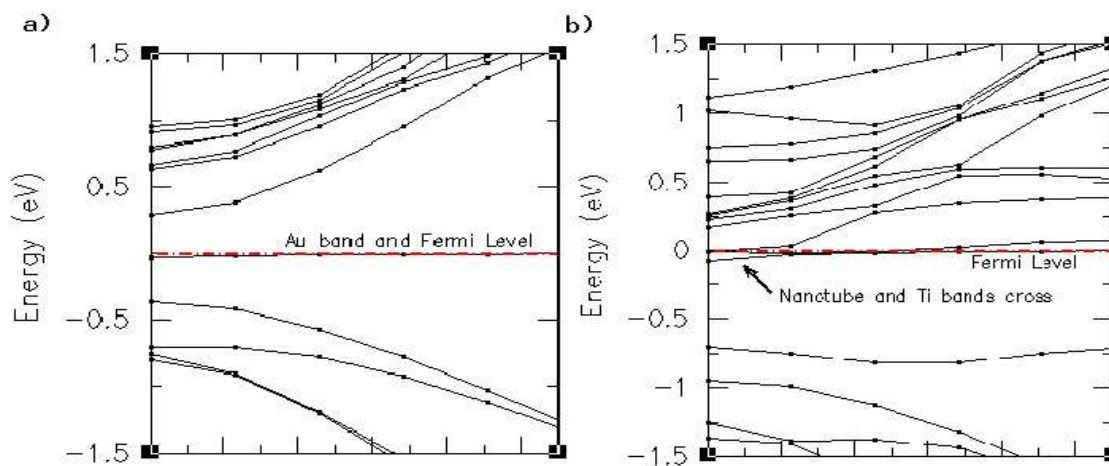 a)
1.5
0.5
-0.5
-1.5
Energy (eV)
Au band and Fermi Level
b)
1.5
1
0.5
0
-0.5
-1
-1.5
Energy (eV)
Fermi Level
Nanotube and Ti bands cross